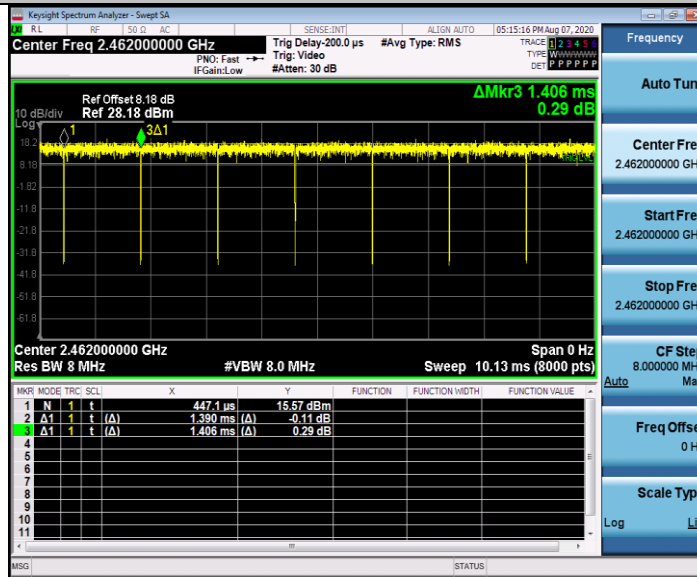 Keysight Spectrum Analyzer - Swept SA
RL RF 50 Ω AC SENSE:INT ALIGN AUTO 05:15:16 PM Aug 07, 2020
Center Freq 2.462000000 GHz
PNO: Fast
IFGain:Low
Trig Delay-200.0 µs
Trig: Video
#Atten: 30 dB
#Avg Type: RMS
TRACE 1 2 3 4 5 6
TYPE W
DET P P P P P P
Frequency
10 dB/div
Log
Ref Offset 8.18 dB
Ref 28.18 dBm
ΔMkr3 1.406 ms
0.29 dB
1
3Δ1
18.2
8.18
-1.82
-11.8
-21.8
-31.8
-41.8
-51.8
-61.8
TRIG LVL
Center 2.462000000 GHz
Span 0 Hz
Res BW 8 MHz
#VBW 8.0 MHz
Sweep 10.13 ms (8000 pts)
MKR MODE TRC SCL X Y FUNCTION FUNCTION WIDTH FUNCTION VALUE
1 N 1 t 447.1 µs 15.57 dBm
2 Δ1 1 t (Δ) 1.390 ms (Δ) -0.11 dB
3 Δ1 1 t (Δ) 1.406 ms (Δ) 0.29 dB
4
5
6
7
8
9
10
11
MSG
STATUS
Auto Tun
Center Fre
2.462000000 GH
Start Fre
2.462000000 GH
Stop Fre
2.462000000 GH
CF Ste
8.000000 MH
Auto Ma
Freq Offse
0 H
Scale Typ
Log Li